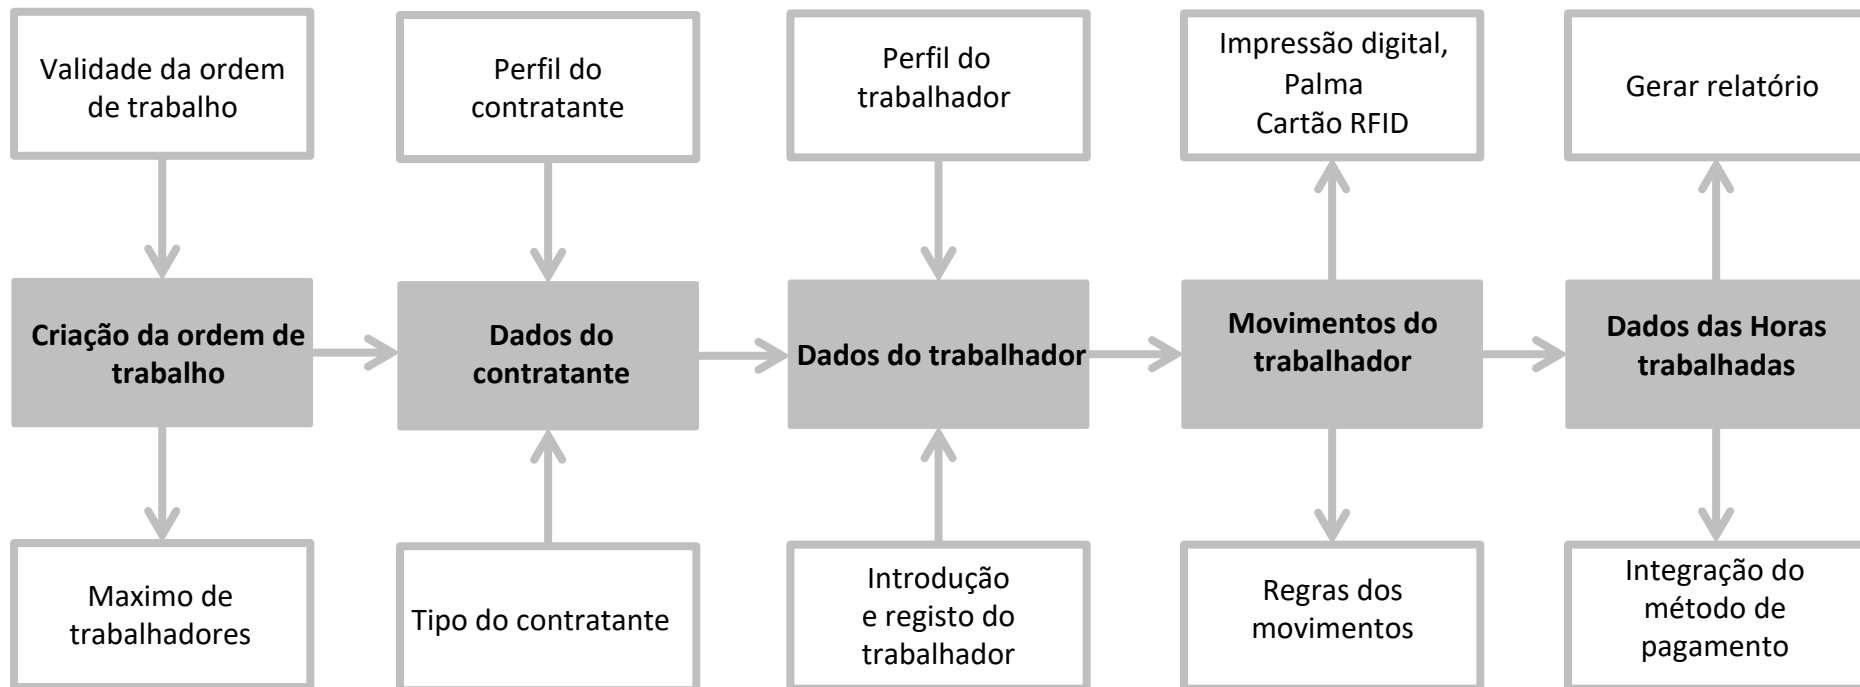 Validade da ordem
de trabalho
Perfil do
contratante
Perfil do
trabalhador
Impressão digital,
Palma
Cartão RFID
Gerar relatório
Criação da ordem de
trabalho
Dados do
contratante
Dados do trabalhador
Movimentos do
trabalhador
Dados das Horas
trabalhadas
Maximo de
trabalhadores
Tipo do contratante
Introdução
e registo do
trabalhador
Regras dos
movimentos
Integração do
método de
pagamento